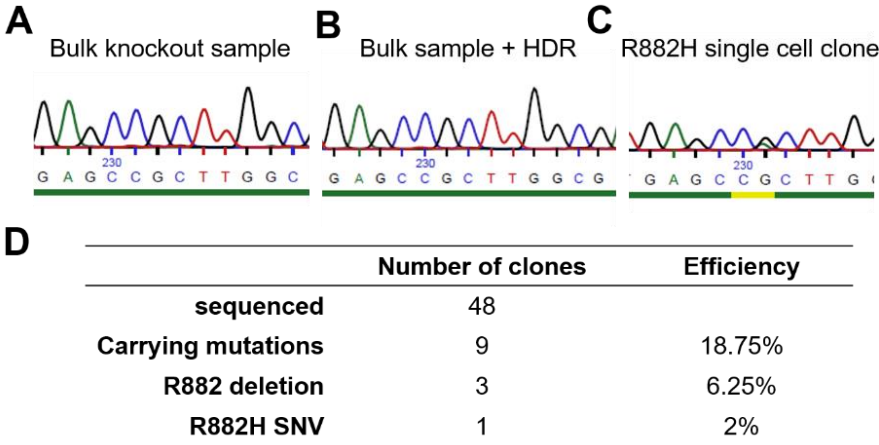 A
Bulk knockout sample
230
G A G C C G C T T G G C
B
Bulk sample + HDR
230
G A G C C G C T T G G C G
C
R882H single cell clone
230
G A G C C G C T T G
D
Number of clones Efficiency
sequenced 48
Carrying mutations 9 18.75%
R882 deletion 3 6.25%
R882H SNV 1 2%